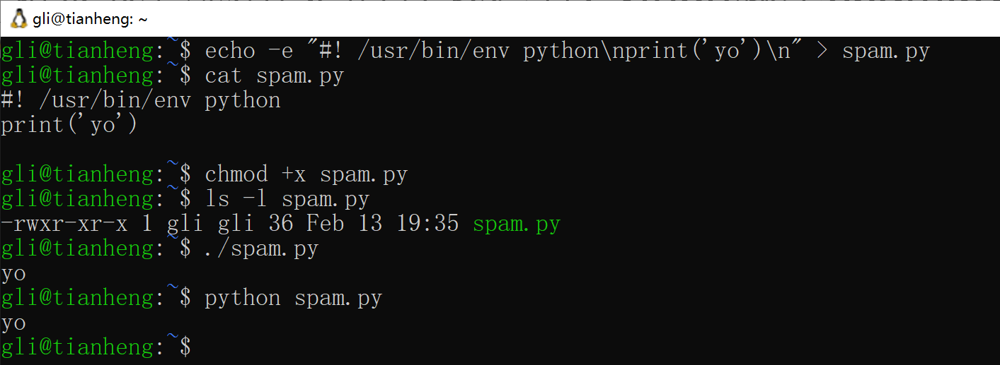 gli@tianheng: ~
gli@tianheng:~$ echo -e "#! /usr/bin/env python\nprint('yo')\n" > spam.py
gli@tianheng:~$ cat spam.py
#! /usr/bin/env python
print('yo')
gli@tianheng:~$ chmod +x spam.py
gli@tianheng:~$ ls -l spam.py
-rwxr-xr-x 1 gli gli 36 Feb 13 19:35 spam.py
gli@tianheng:~$ ./spam.py
yo
gli@tianheng:~$ python spam.py
yo
gli@tianheng:~$